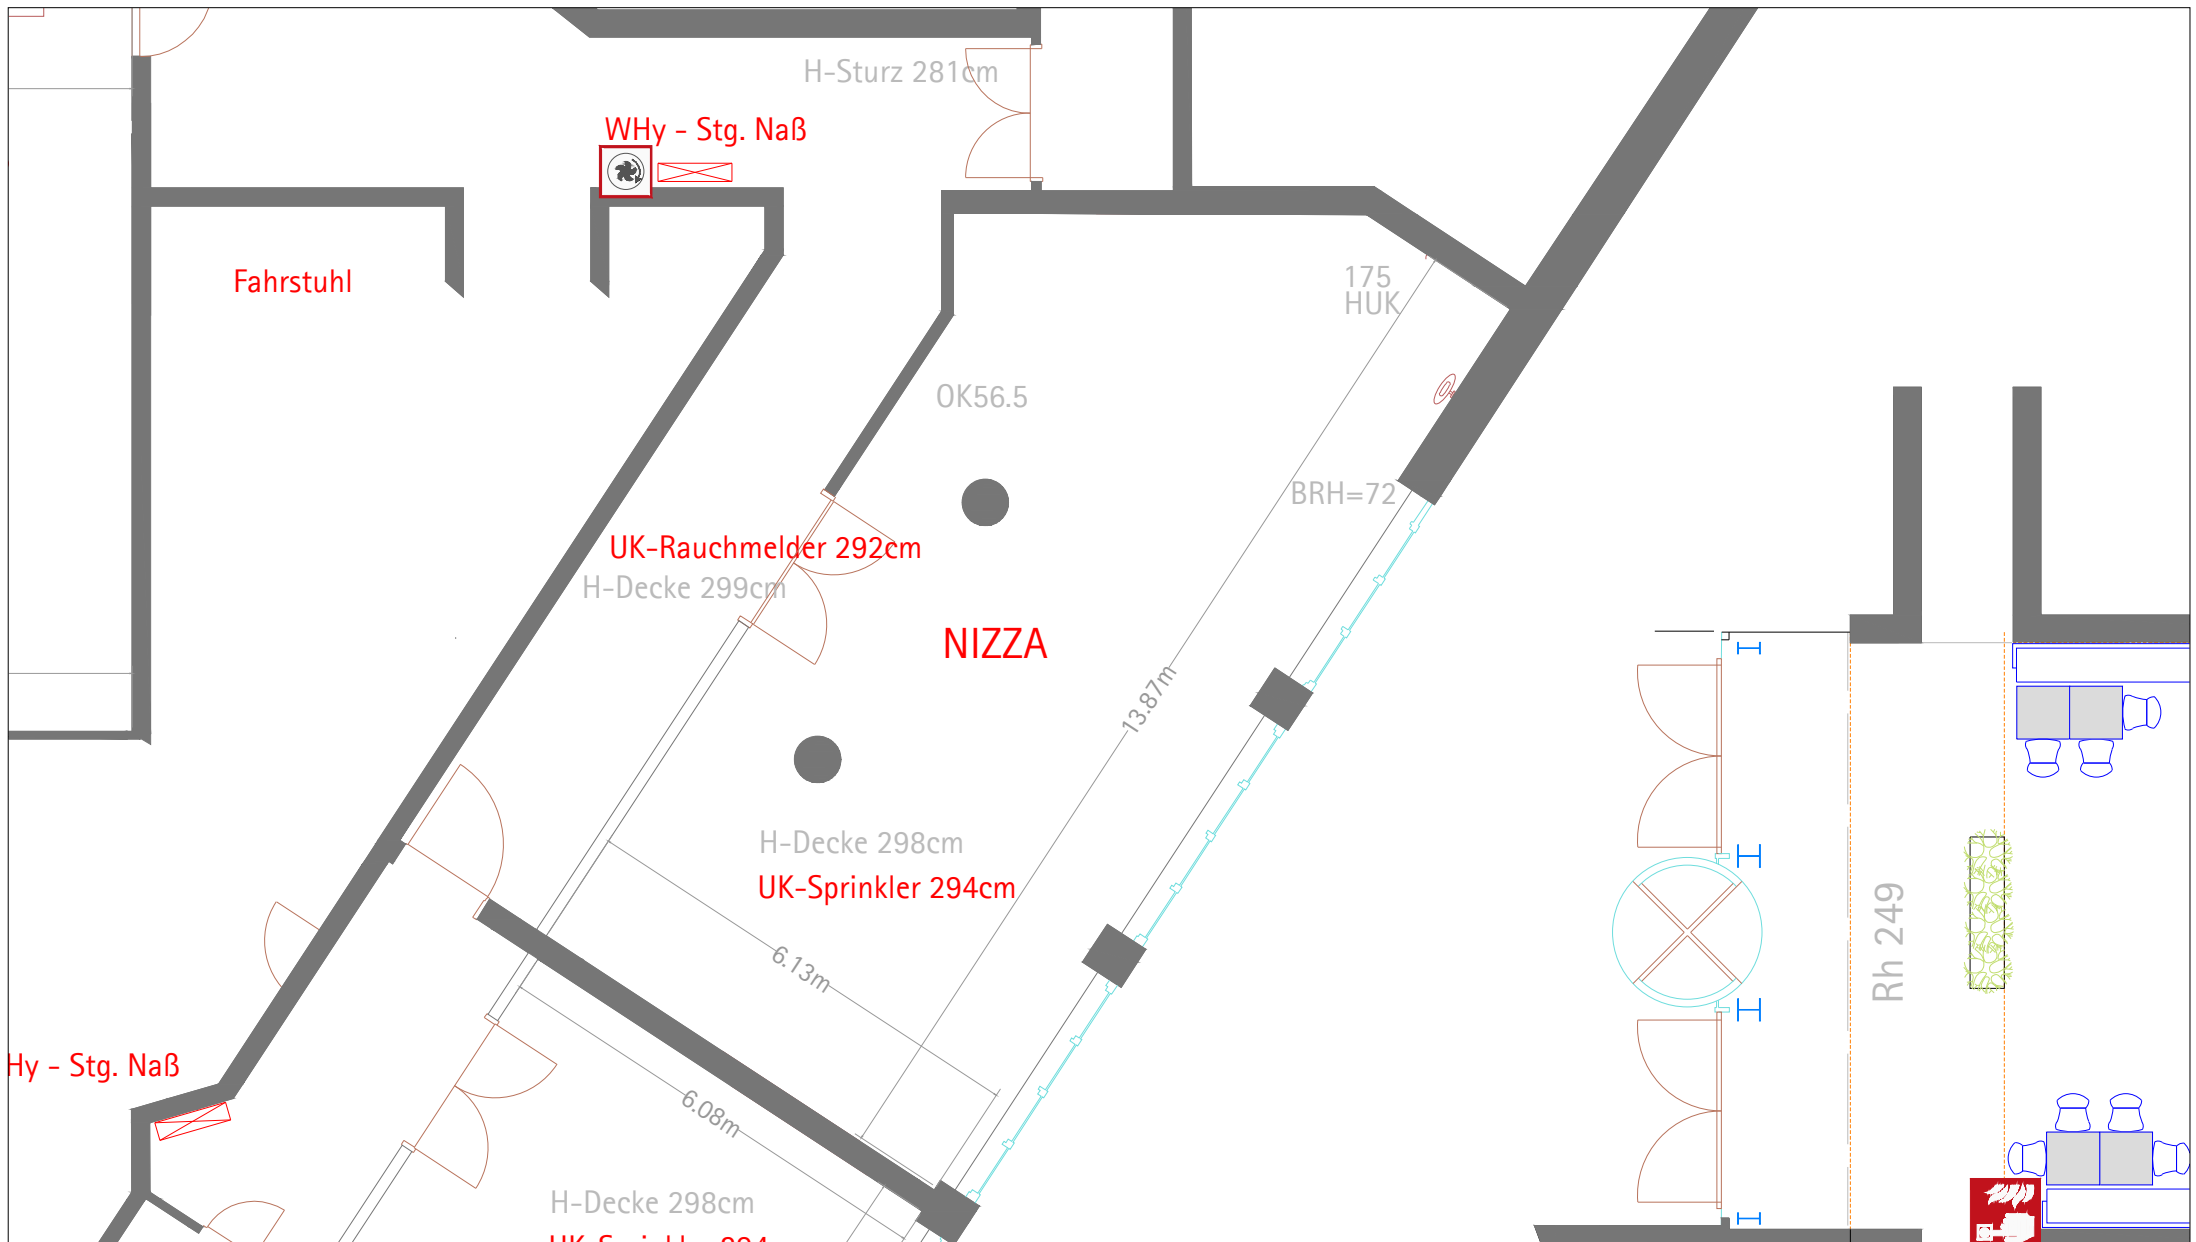 H-Sturz 281cm
WHy - Stg. Naß
Fahrstuhl
175
HUK
OK56.5
BRH=72
UK-Rauchmelder 292cm
H-Decke 299cm
NIZZA
13.87m
H-Decke 298cm
UK-Sprinkler 294cm
6.13m
Rh 249
Hy - Stg. Naß
6.08m
H-Decke 298cm